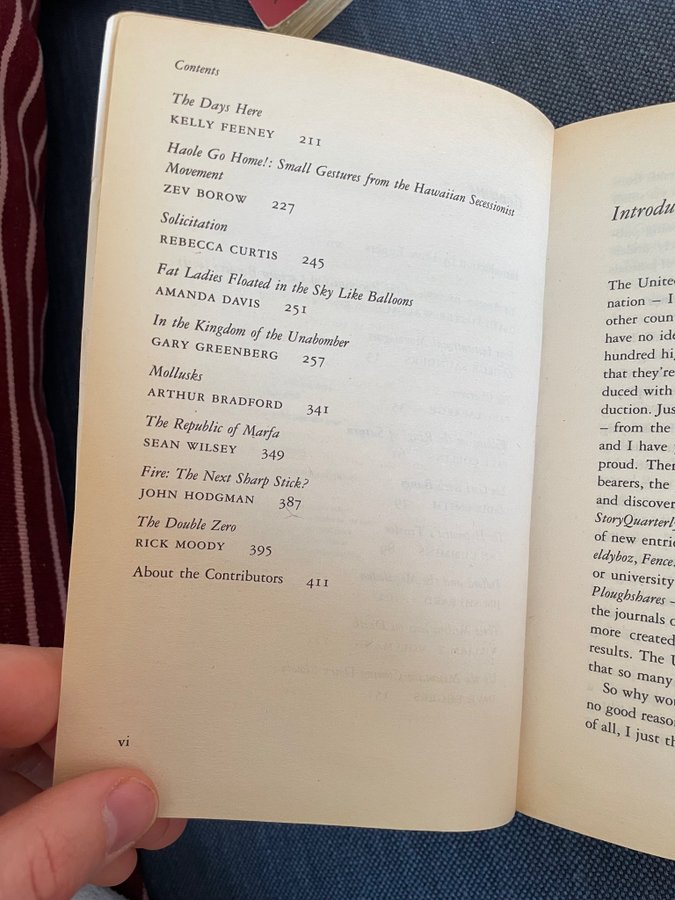 Contents
The Days Here
KELLY FEENEY 211
Haole Go Home!: Small Gestures from the Hawaiian Secessionist
Movement
ZEV BOROW 227
Solicitation
REBECCA CURTIS 245
Fat Ladies Floated in the Sky Like Balloons
AMANDA DAVIS 251
In the Kingdom of the Unabomber
GARY GREENBERG 257
Mollusks
ARTHUR BRADFORD 341
The Republic of Marfa
SEAN WILSEY 349
Fire: The Next Sharp Stick?
JOHN HODGMAN 387
The Double Zero
RICK MOODY 395
About the Contributors 411
vi
Introdu
The United
nation – I
other coun
have no ide
hundred hig
that they're
duced with
duction. Jus
– from the
and I have
proud. Ther
bearers, the
and discover
StoryQuarterly
of new entrie
eldyboz, Fence
or university
Ploughshares –
the journals o
more created
results. The U
that so many
So why wou
no good reason
of all, I just th